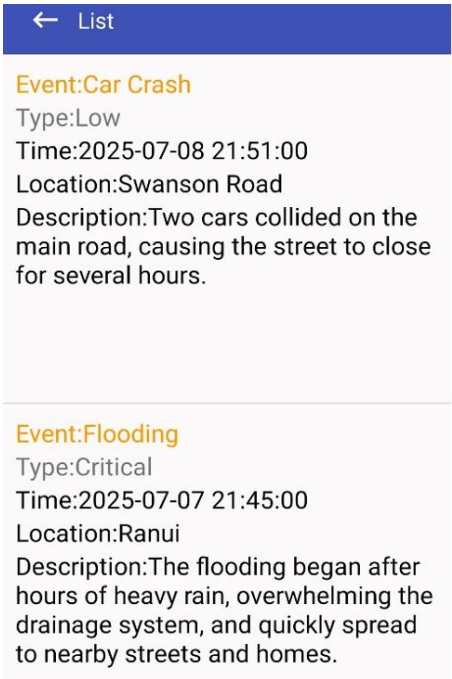 ← List
Event:Car Crash
Type:Low
Time:2025-07-08 21:51:00
Location:Swanson Road
Description:Two cars collided on the
main road, causing the street to close
for several hours.
Event:Flooding
Type:Critical
Time:2025-07-07 21:45:00
Location:Ranui
Description:The flooding began after
hours of heavy rain, overwhelming the
drainage system, and quickly spread
to nearby streets and homes.